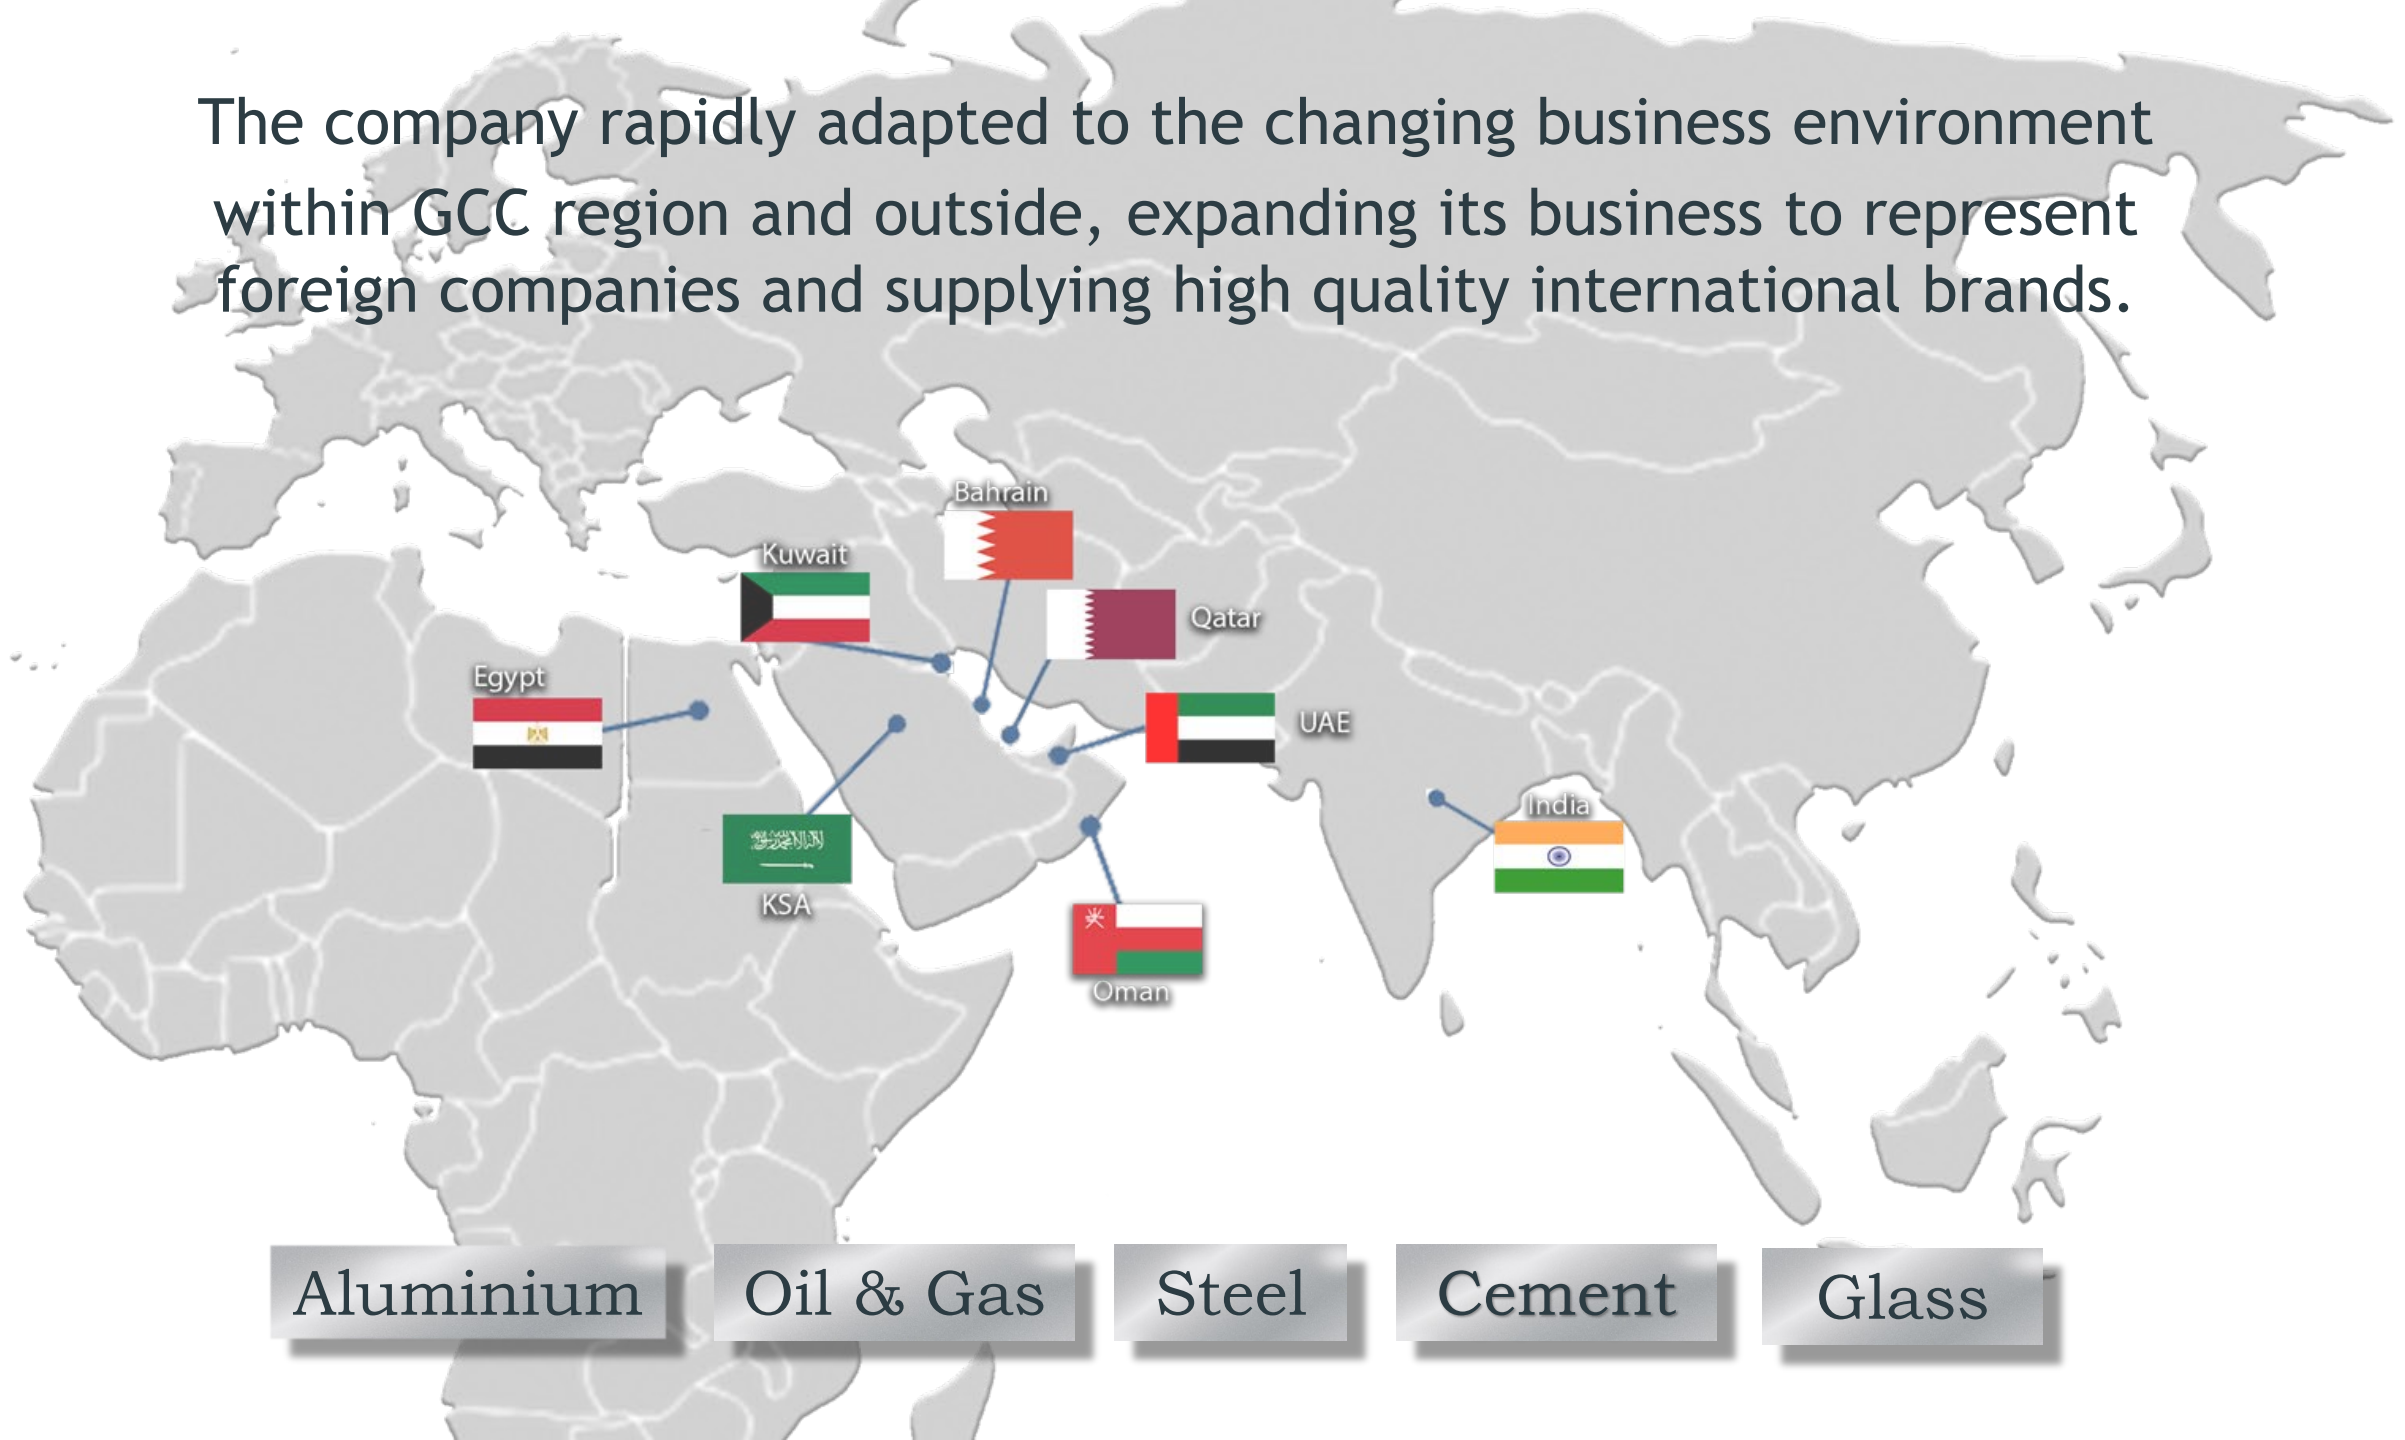 The company rapidly adapted to the changing business environment
within GCC region and outside, expanding its business to represent
foreign companies and supplying high quality international brands.
Bahrain
Kuwait
Qatar
Egypt
UAE
India
KSA
Oman
Aluminium
Oil & Gas
Steel
Cement
Glass